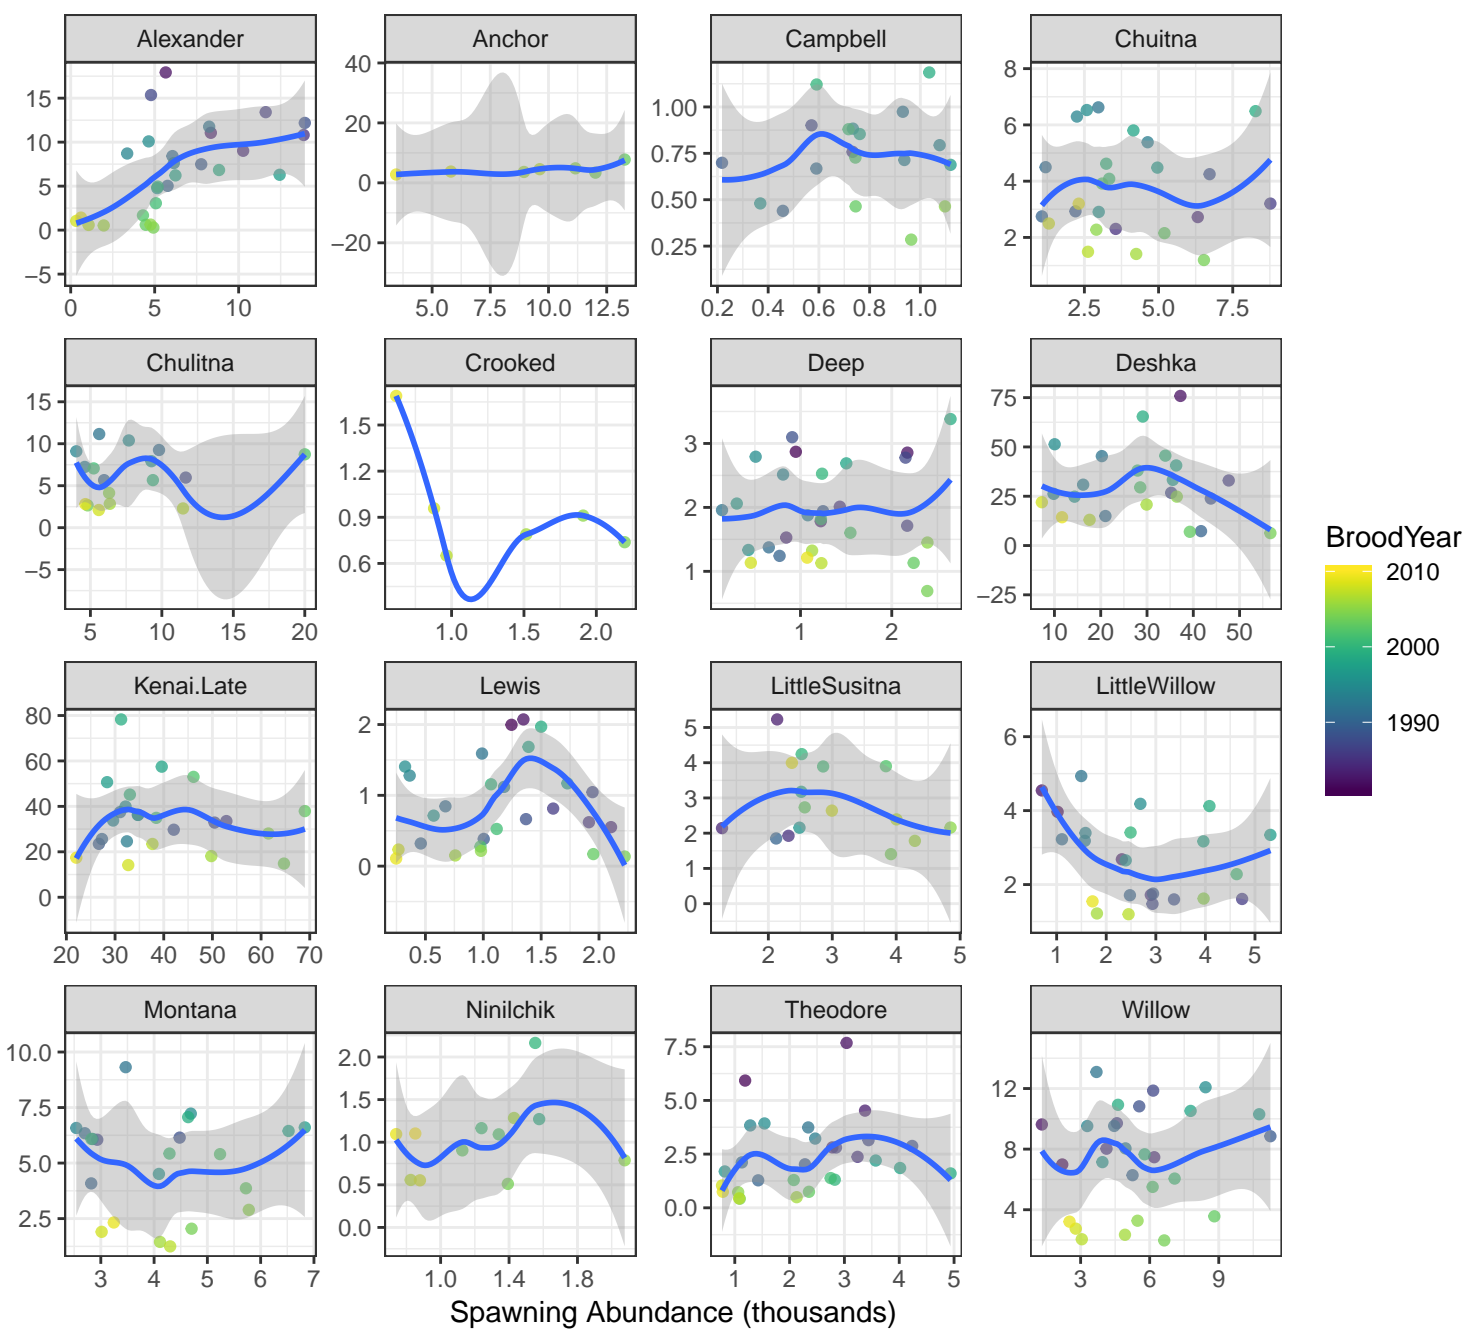 Alexander Anchor Campbell Chuitna
15 10 5 0 −5
40 20 0 −20
1.00 0.75 0.50 0.25
8 6 4 2
0 5 10
5.0 7.5 10.0 12.5
0.2 0.4 0.6 0.8 1.0
2.5 5.0 7.5
Chulitna Crooked Deep Deshka
15 10 5 0 −5
1.5 1.2 0.9 0.6
3 2 1
75 50 25 0 −25
5 10 15 20
1.0 1.5 2.0
1 2
10 20 30 40 50
BroodYear
2010
2000
1990
Kenai.Late Lewis LittleSusitna LittleWillow
80 60 40 20 0
2 1 0
5 4 3 2 1 0
6 4 2
20 30 40 50 60 70
0.5 1.0 1.5 2.0
2 3 4 5
1 2 3 4 5
Montana Ninilchik Theodore Willow
10.0 7.5 5.0 2.5
2.0 1.5 1.0 0.5 0.0
7.5 5.0 2.5 0.0
12 8 4
3 4 5 6 7
1.0 1.4 1.8
1 2 3 4 5
3 6 9
Spawning Abundance (thousands)